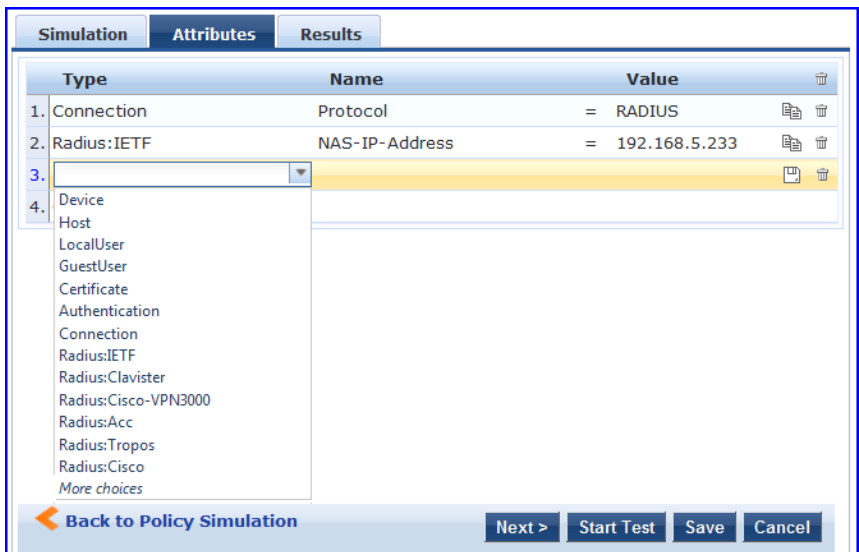 Simulation Attributes Results
Type Name Value
1. Connection Protocol = RADIUS
2. Radius:IETF NAS-IP-Address = 192.168.5.233
3.
4.
Device
Host
LocalUser
GuestUser
Certificate
Authentication
Connection
Radius:IETF
Radius:Clavister
Radius:Cisco-VPN3000
Radius:Acc
Radius:Tropos
Radius:Cisco
More choices
Back to Policy Simulation Next > Start Test Save Cancel